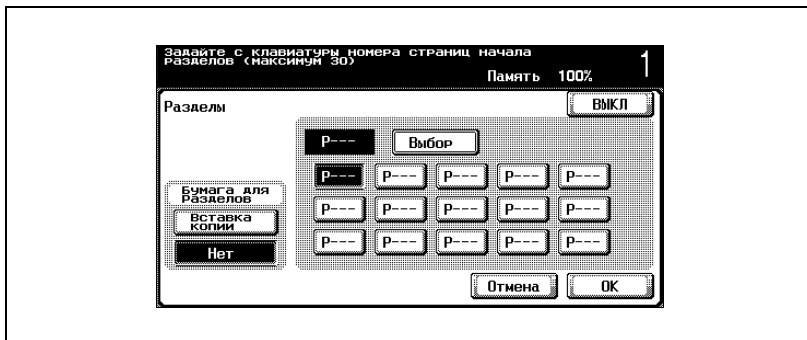 Задайте с клавиатуры номера страниц начала
Разделов (максимум 30)
Память 100% 1
Разделы ВЫКЛ
P--- Выбор
P--- P--- P--- P--- P---
Бумага для
Разделов
P--- P--- P--- P--- P---
Вставка
копии
P--- P--- P--- P--- P---
Нет
Отмена OK